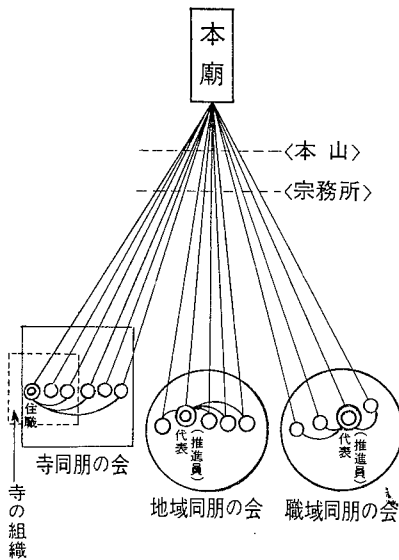 本廟
〈本山〉
〈宗務所〉
住職
代表
(推進員)
代表
(推進員)
寺の組織
寺同朋の会
地域同朋の会
職域同朋の会